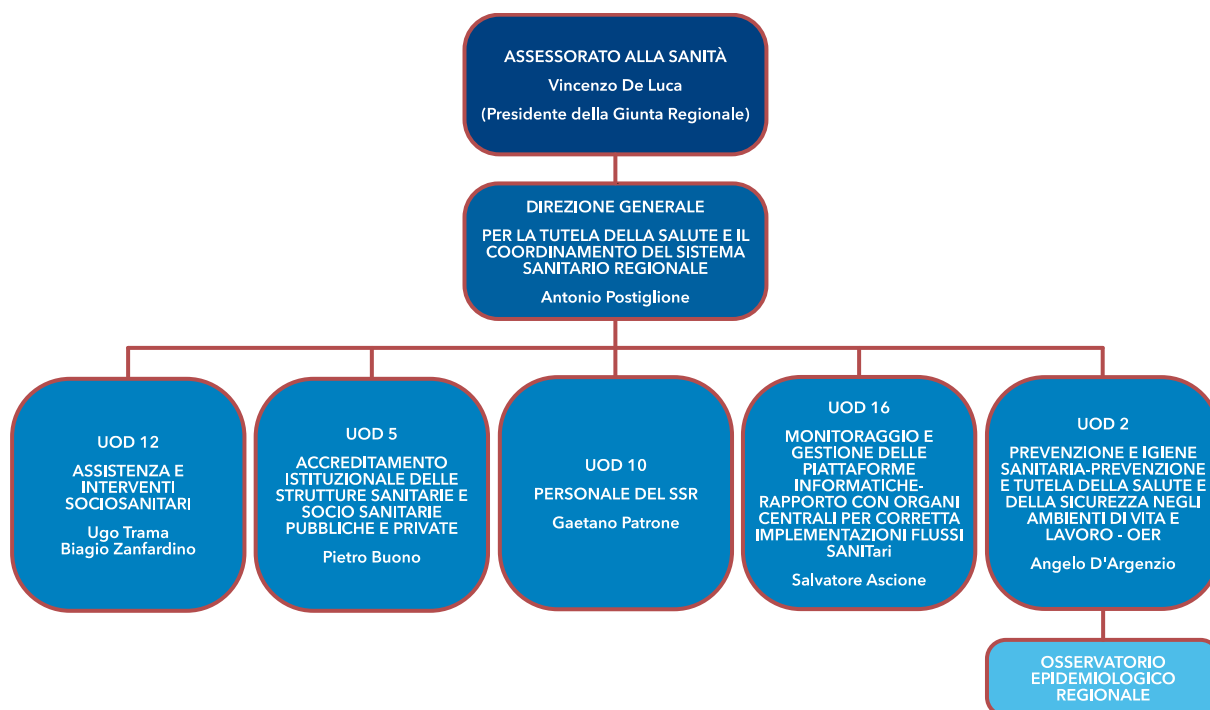 ASSESSORATO ALLA SANITÀ
Vincenzo De Luca
(Presidente della Giunta Regionale)
DIREZIONE GENERALE
PER LA TUTELA DELLA SALUTE E IL
COORDINAMENTO DEL SISTEMA
SANITARIO REGIONALE
Antonio Postiglione
UOD 12
ASSISTENZA E
INTERVENTI
SOCIOSANITARI
Ugo Trama
Biagio Zanfardino
UOD 5
ACCREDITAMENTO
ISTITUZIONALE DELLE
STRUTTURE SANITARIE E
SOCIO SANITARIE
PUBBLICHE E PRIVATE
Pietro Buono
UOD 10
PERSONALE DEL SSR
Gaetano Patrone
UOD 16
MONITORAGGIO E
GESTIONE DELLE
PIATTAFORME
INFORMATICHE-
RAPPORTO CON ORGANI
CENTRALI PER CORRETTA
IMPLEMENTAZIONI FLUSSI
SANITari
Salvatore Ascione
UOD 2
PREVENZIONE E IGIENE
SANITARIA-PREVENZIONE
E TUTELA DELLA SALUTE E
DELLA SICUREZZA NEGLI
AMBIENTI DI VITA E
LAVORO - OER
Angelo D'Argenzio
OSSERVATORIO
EPIDEMIOLOGICO
REGIONALE